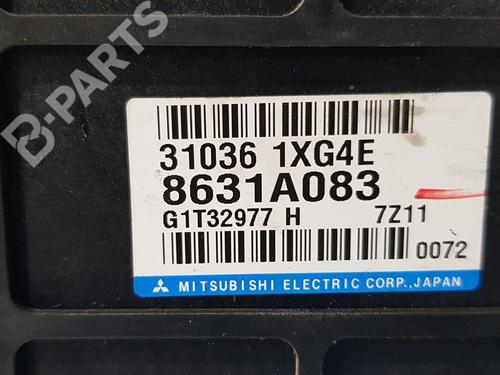 B-PARTS
31036 1XG4E
8631A083
G1T32977 H 7Z11
0072
MITSUBISHI ELECTRIC CORP., JAPAN